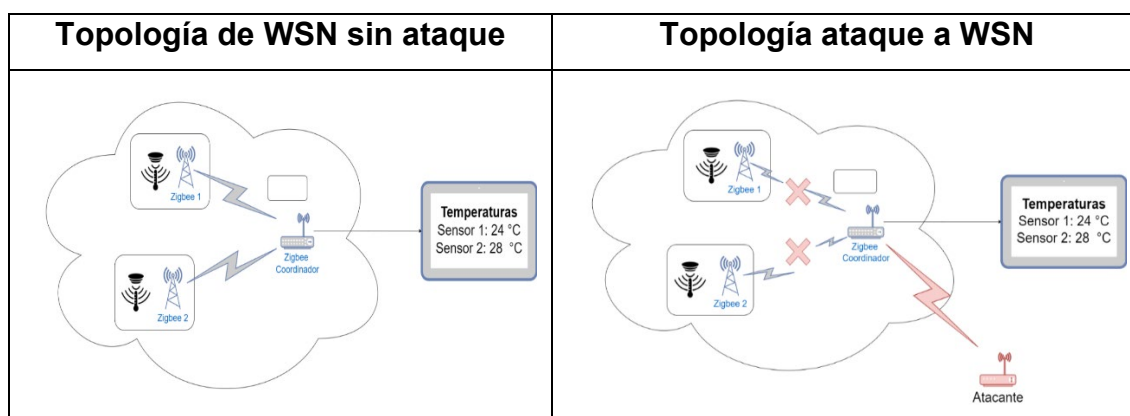 Topología de WSN sin ataque
Topología ataque a WSN
Zigbee 1
Zigbee 2
Zigbee
Coordinador
Temperaturas
Sensor 1: 24 °C
Sensor 2: 28 °C
Zigbee 1
Zigbee 2
Zigbee
Coordinador
Temperaturas
Sensor 1: 24 °C
Sensor 2: 28 °C
Atacante